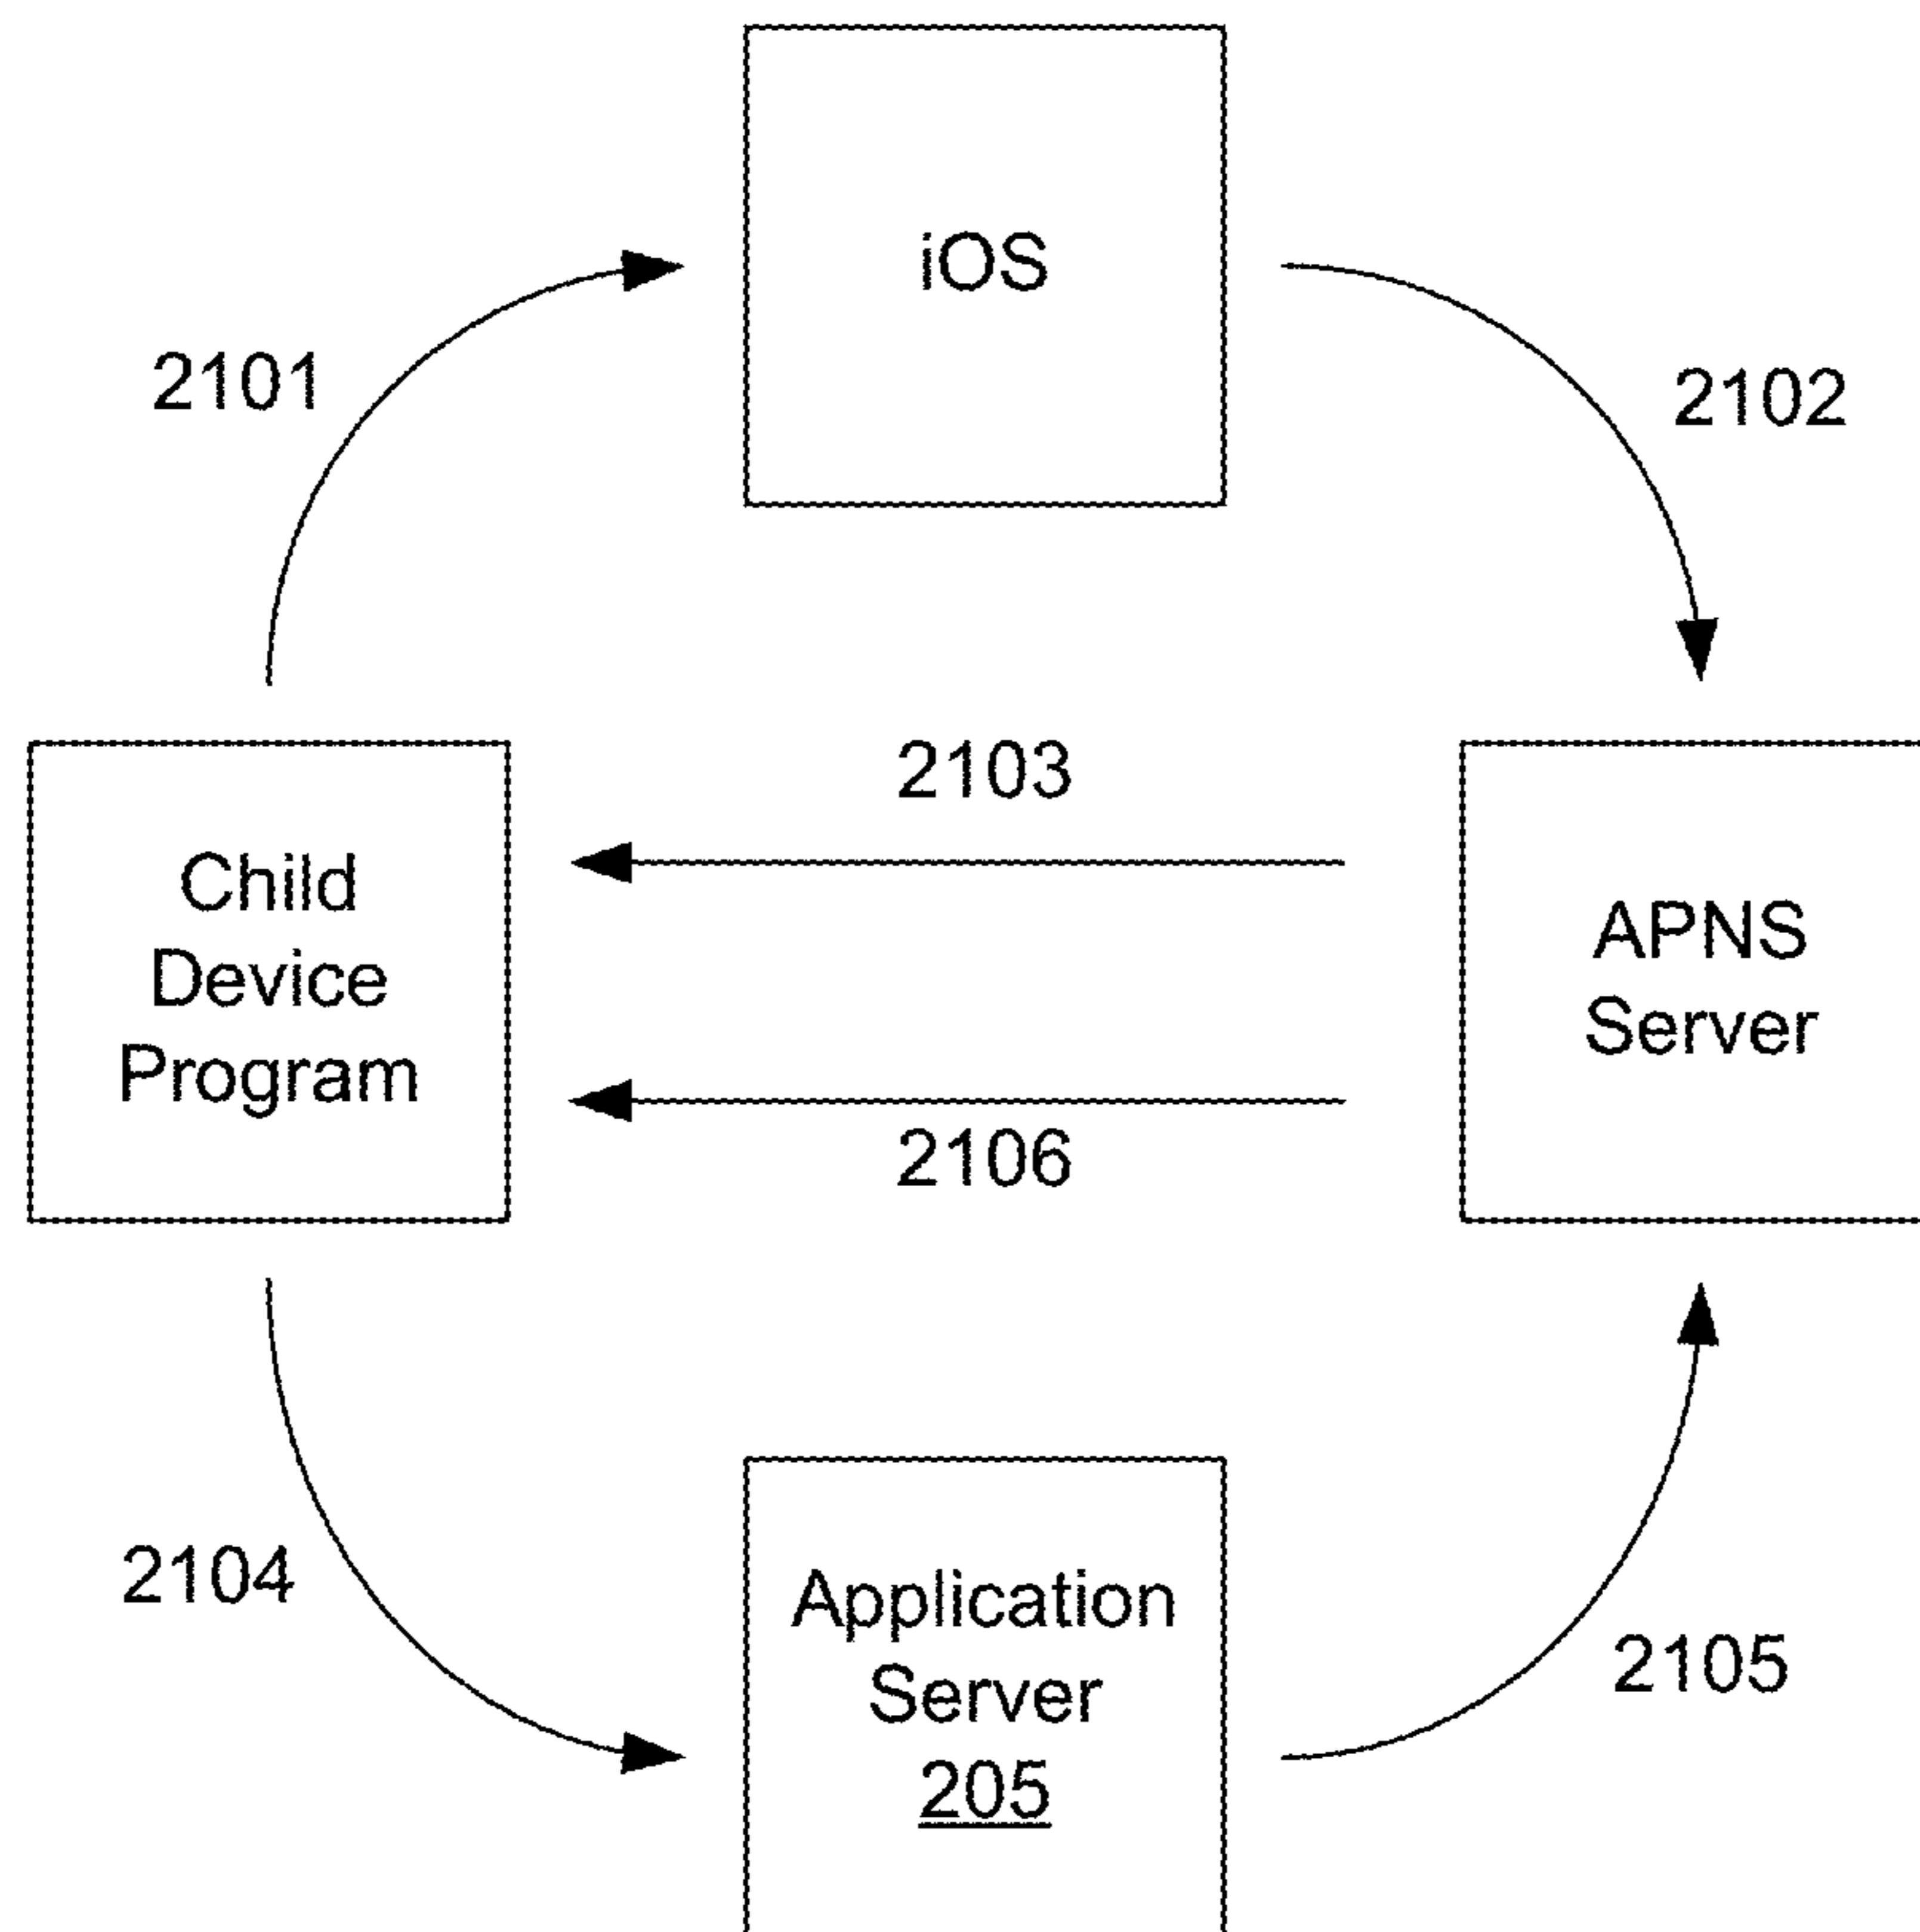 iOS
2101
2102
2103
Child
Device
Program
APNS
Server
2106
2104
Application
Server
205
2105